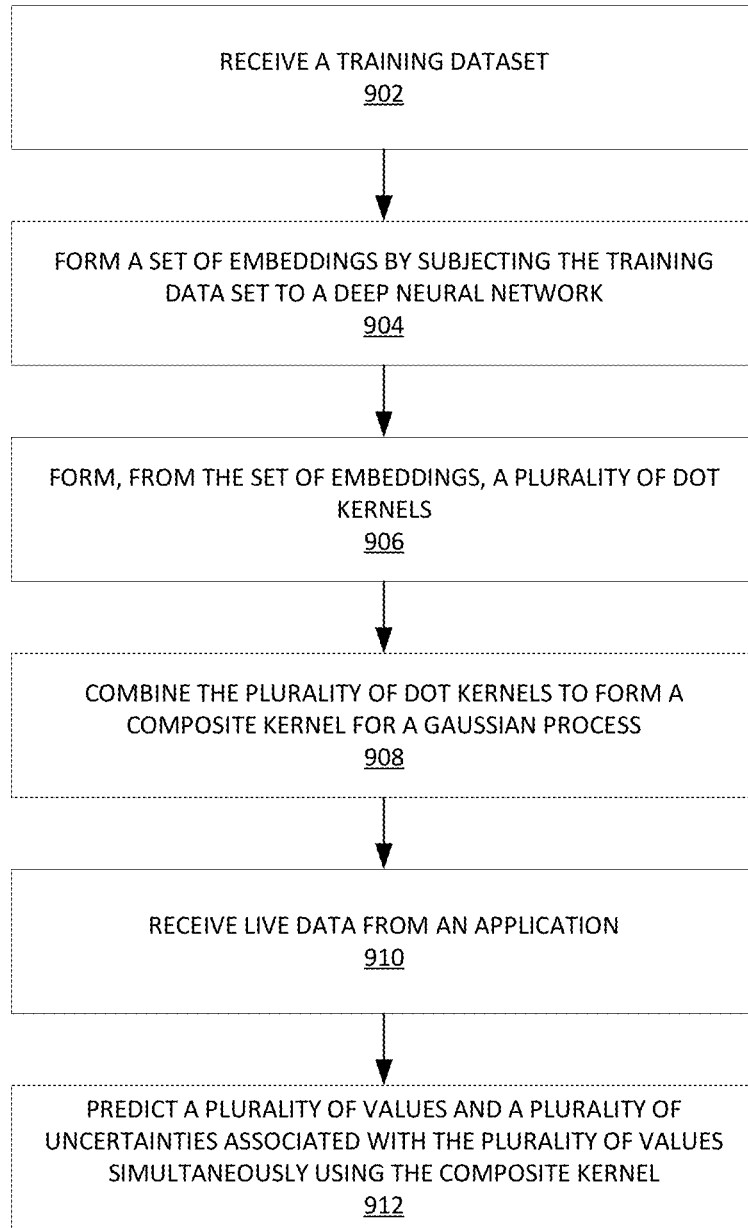 RECEIVE A TRAINING DATASET
902
FORM A SET OF EMBEDDINGS BY SUBJECTING THE TRAINING
DATA SET TO A DEEP NEURAL NETWORK
904
FORM, FROM THE SET OF EMBEDDINGS, A PLURALITY OF DOT
KERNELS
906
COMBINE THE PLURALITY OF DOT KERNELS TO FORM A
COMPOSITE KERNEL FOR A GAUSSIAN PROCESS
908
RECEIVE LIVE DATA FROM AN APPLICATION
910
PREDICT A PLURALITY OF VALUES AND A PLURALITY OF
UNCERTAINTIES ASSOCIATED WITH THE PLURALITY OF VALUES
SIMULTANEOUSLY USING THE COMPOSITE KERNEL
912